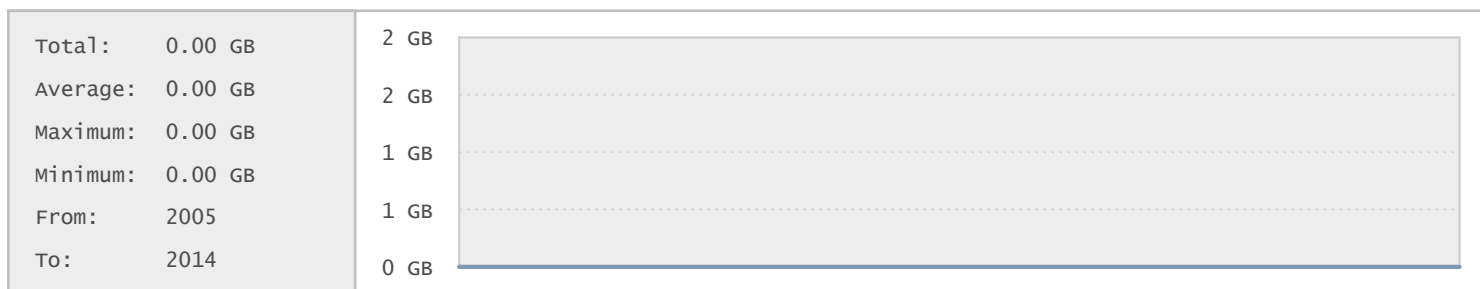 Total: 0.00 GB
Average: 0.00 GB
Maximum: 0.00 GB
Minimum: 0.00 GB
From: 2005
To: 2014
2 GB
2 GB
1 GB
1 GB
0 GB